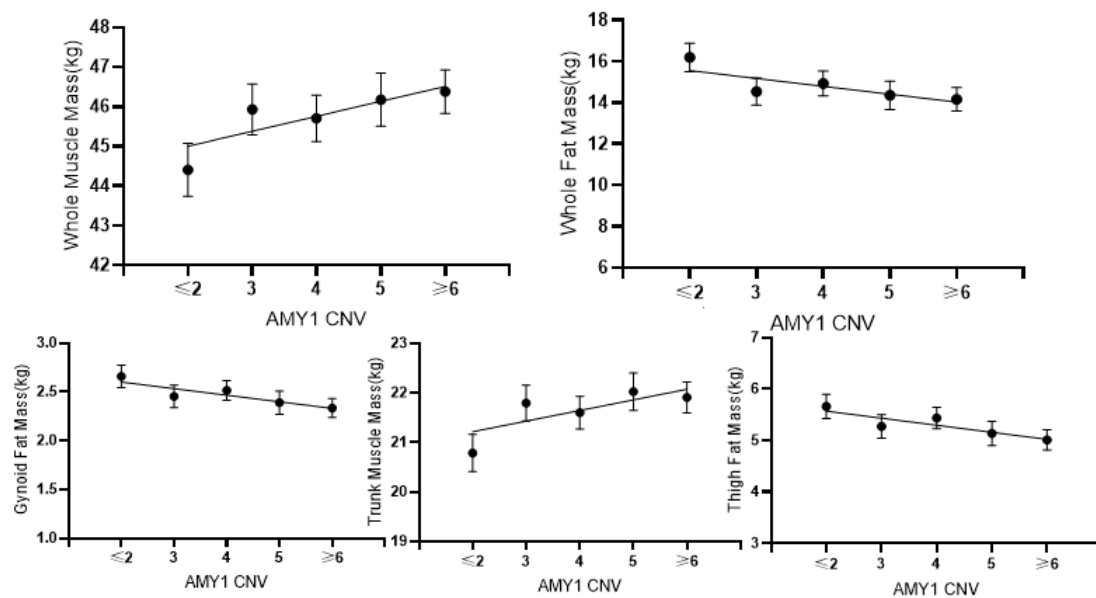 Whole Muscle Mass(kg)
48
47
46
45
44
43
42
≤2 3 4 5 ≥6
AMY1 CNV
Whole Fat Mass(kg)
18
16
14
12
10
8
6
≤2 3 4 5 ≥6
AMY1 CNV
Gynoid Fat Mass(kg)
3.0
2.5
2.0
1.5
1.0
≤2 3 4 5 ≥6
AMY1 CNV
Trunk Muscle Mass(kg)
23
22
21
20
19
≤2 3 4 5 ≥6
AMY1 CNV
Thigh Fat Mass(kg)
7
6
5
4
3
≤2 3 4 5 ≥6
AMY1 CNV